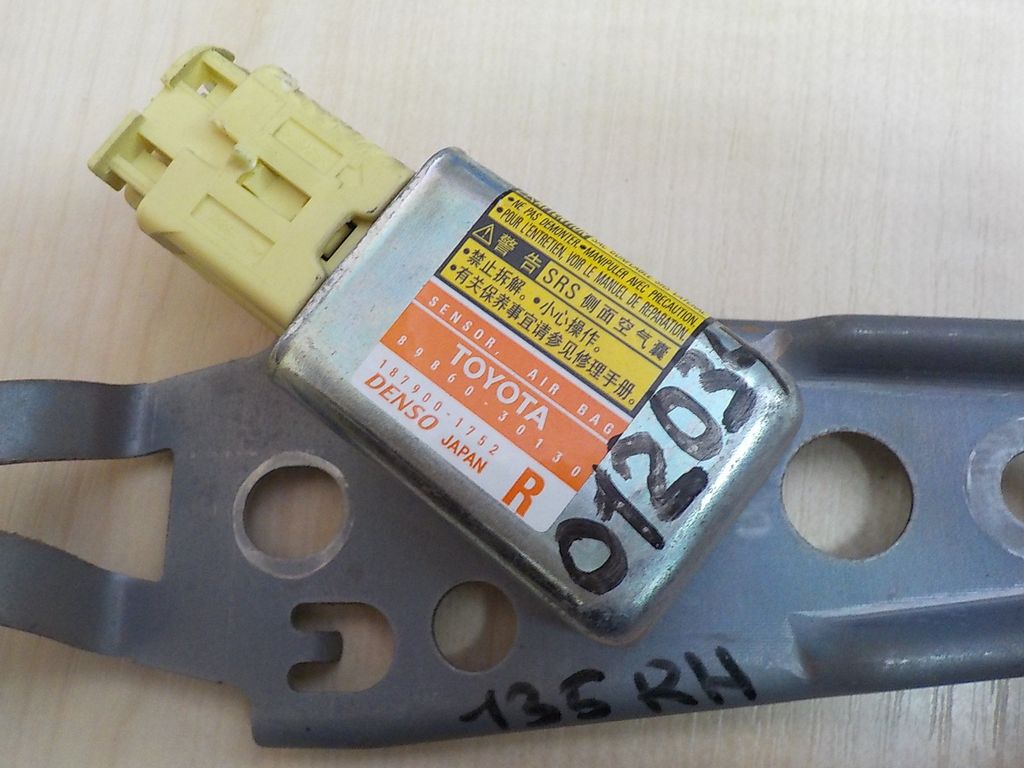 •NE PAS DEMONTER •MANIPULER AVEC PRECAUTION
•POUR L'ENTRETIEN, VOIR LE MANUEL DE REPARATION.
警告 SRS 侧面空气囊
•禁止拆解。 •小心操作。
•有关保养事宜请参见修理手册。
SENSOR, AIR BAG
TOYOTA
89860-30130
187900-1752
DENSO JAPAN
R
01203
135 RH